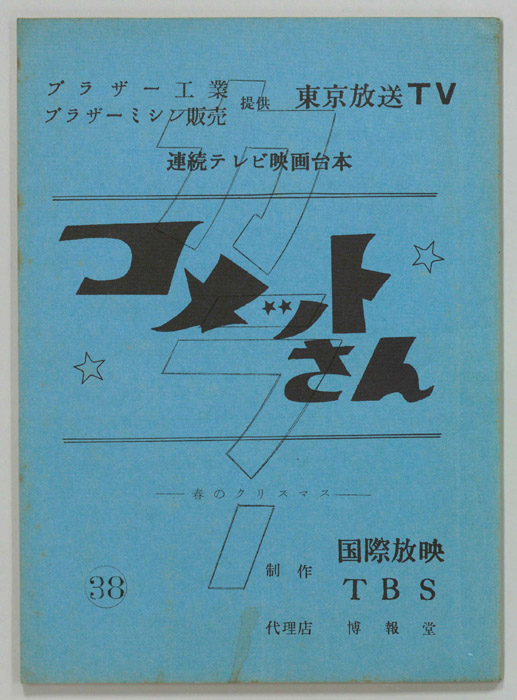 ブラザー工業
ブラザーミシン販売
提供
東京放送TV
連続テレビ映画台本
コメットさん
春のクリスマス
38
制作
国際放映
TBS
代理店 博報堂